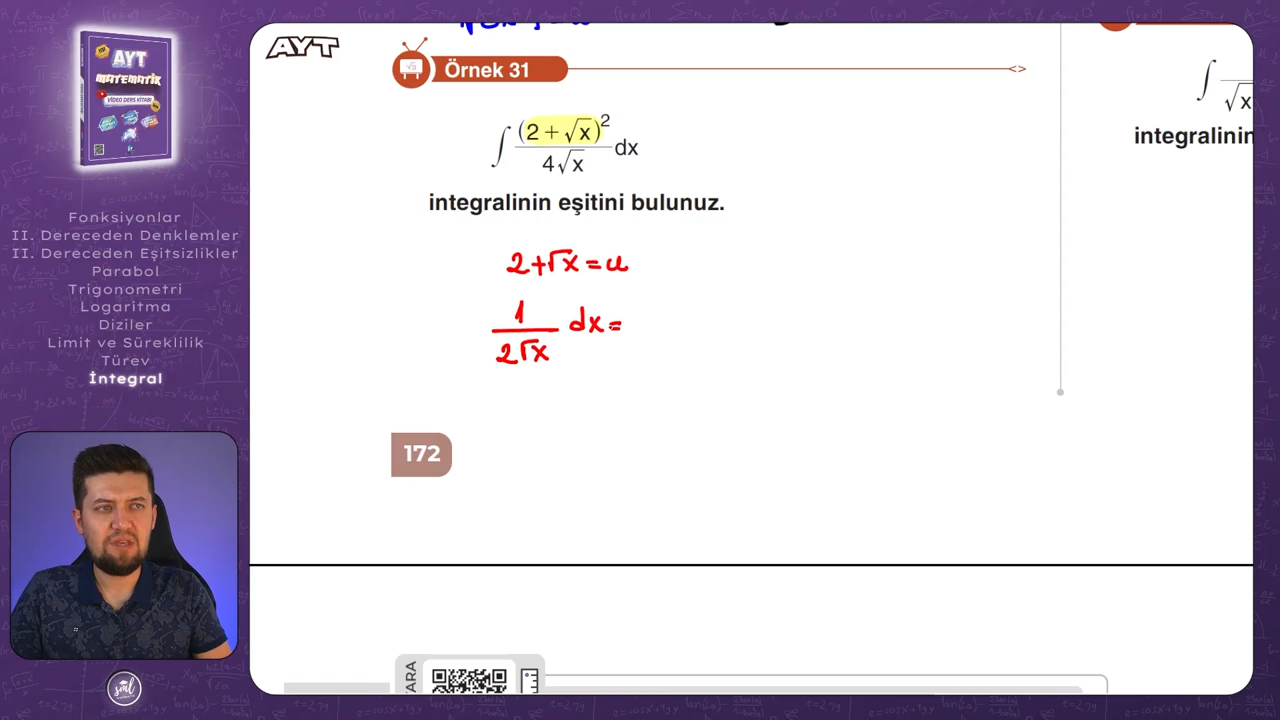 AYT
MATEMATİK
VİDEO DERS KİTABI
Fonksiyonlar
II. Dereceden Denklemler
II. Dereceden Eşitsizlikler
Parabol
Trigonometri
Logaritma
Diziler
Limit ve Süreklilik
Türev
İntegral
sml
AYT
Örnek 31
∫ (2 + √x)² / 4√x dx
integralinin eşitini bulunuz.
2+√x = u
1 / 2√x dx =
172
ARA
∫ √x
integralinin